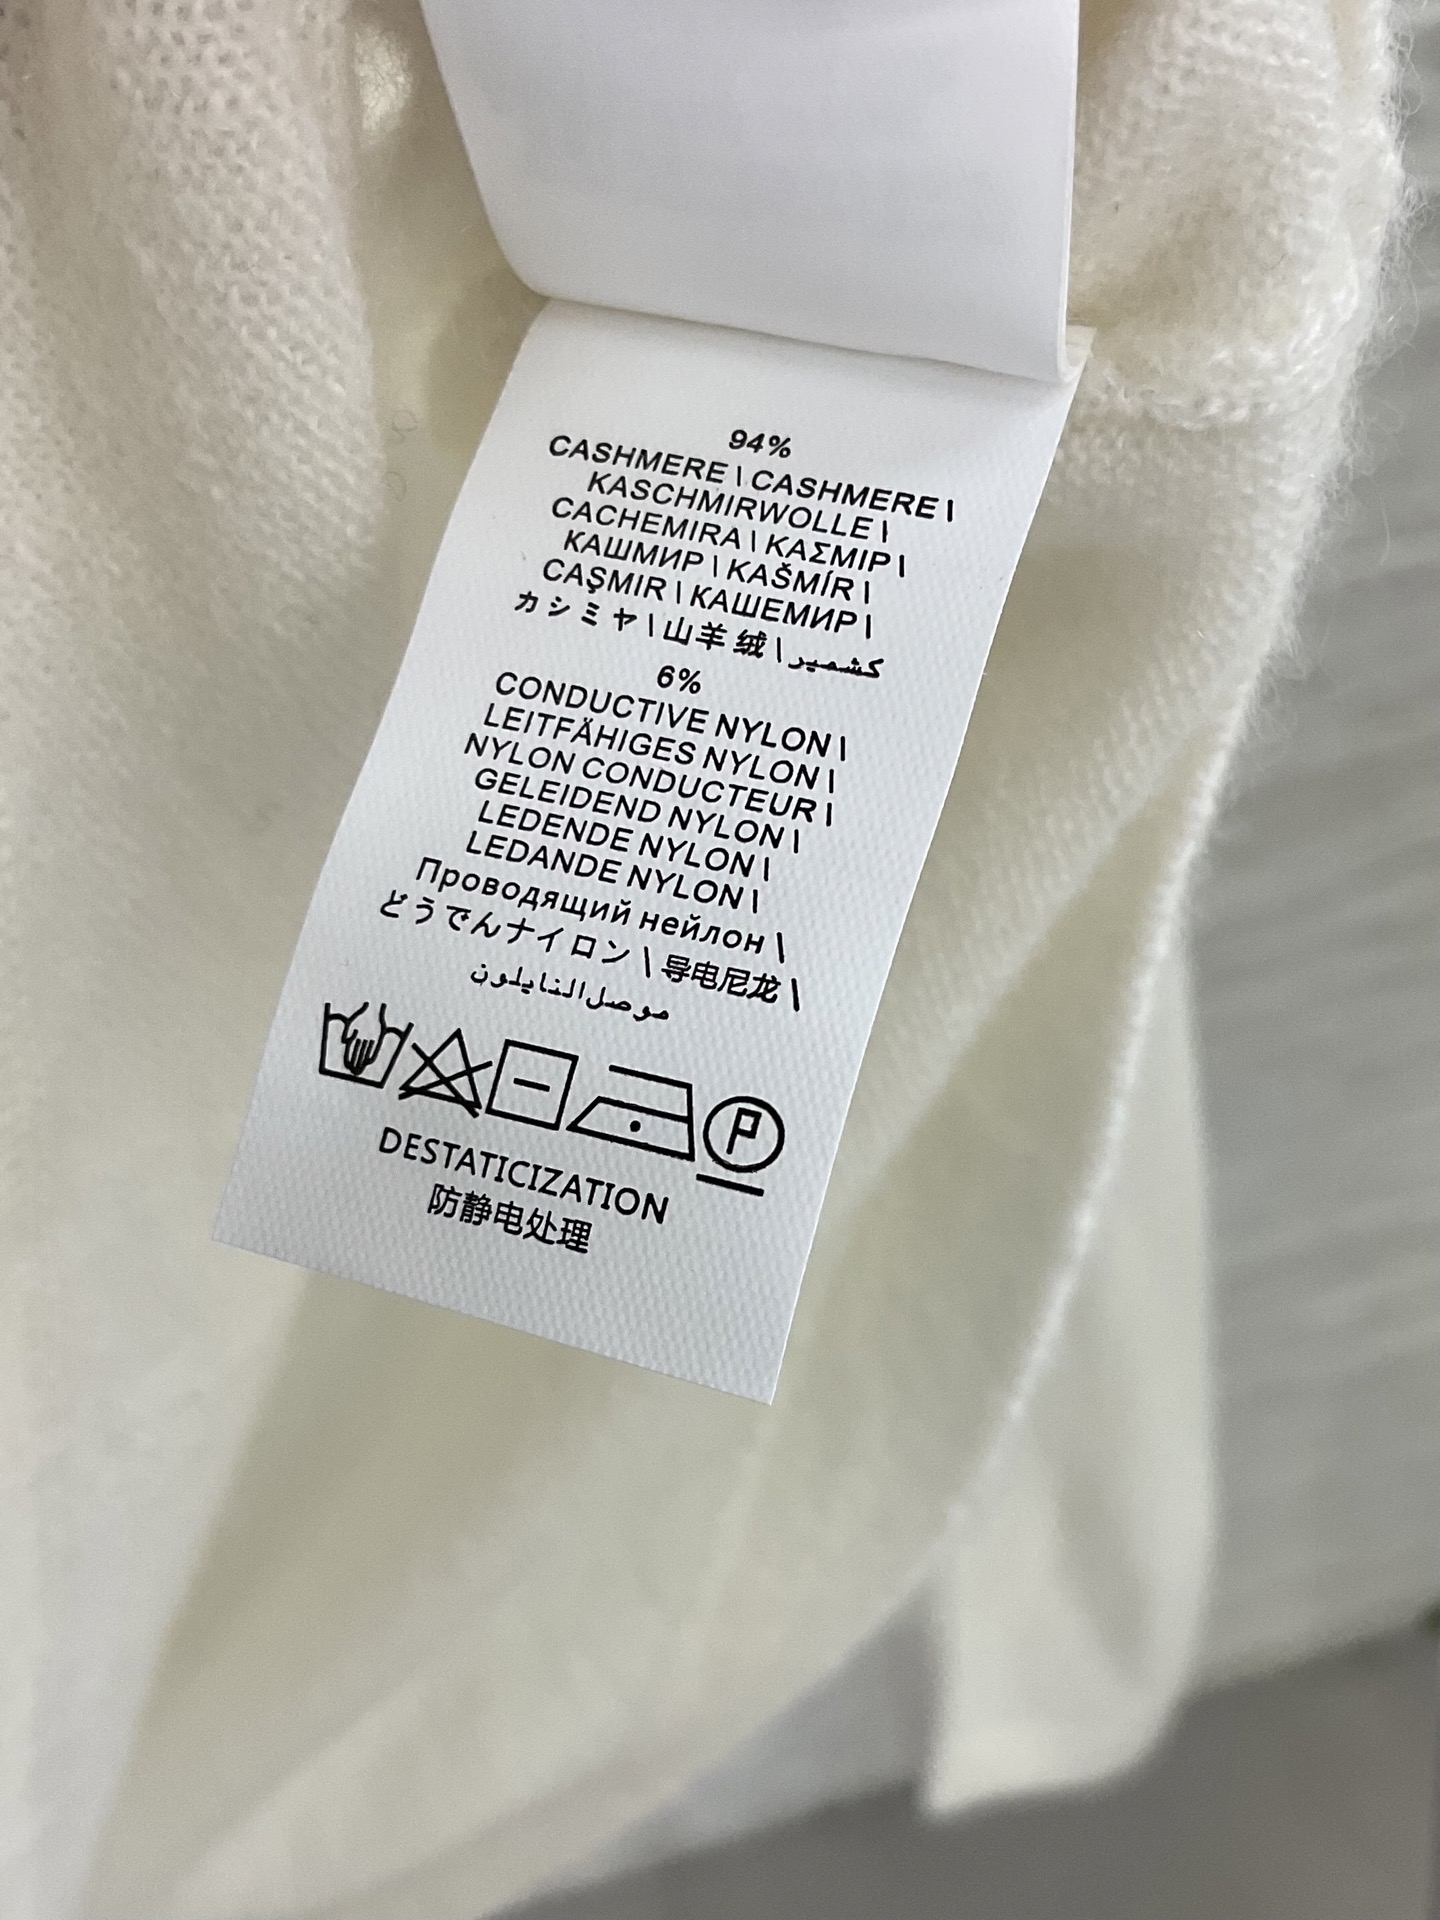 94%
CASHMERE \ CASHMERE \
KASCHMIRWOLLE \
CACHEMIRA \ ΚΑΣΜΙΡ \
КАШМИР \ KAŠMÍR \
CAŞMIR \ КАШЕМИР \
カシミヤ \ 山羊绒 \ كشمير
6%
CONDUCTIVE NYLON \
LEITFÄHIGES NYLON \
NYLON CONDUCTEUR \
GELEIDEND NYLON \
LEDENDE NYLON \
LEDANDE NYLON \
Проводящий нейлон \
どうでんナイロン \ 导电尼龙 \
موصل النايلون
P
DESTATICIZATION
防静电处理